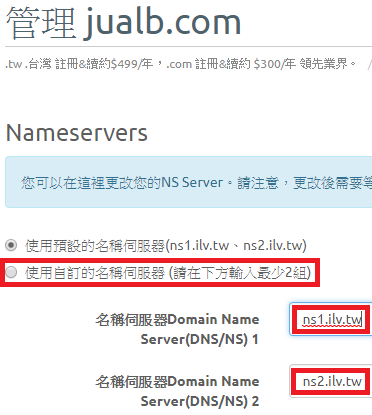 管理 jualb.com
.tw .台灣 註冊&續約$499/年，.com 註冊&續約 $300/年 領先業界。 /
Nameservers
您可以在這裡更改您的NS Server。請注意，更改後需要等
使用預設的名稱伺服器(ns1.ilv.tw、ns2.ilv.tw)
使用自訂的名稱伺服器 (請在下方輸入最少2組)
名稱伺服器Domain Name
Server(DNS/NS) 1
ns1.ilv.tw
名稱伺服器Domain Name
Server(DNS/NS) 2
ns2.ilv.tw